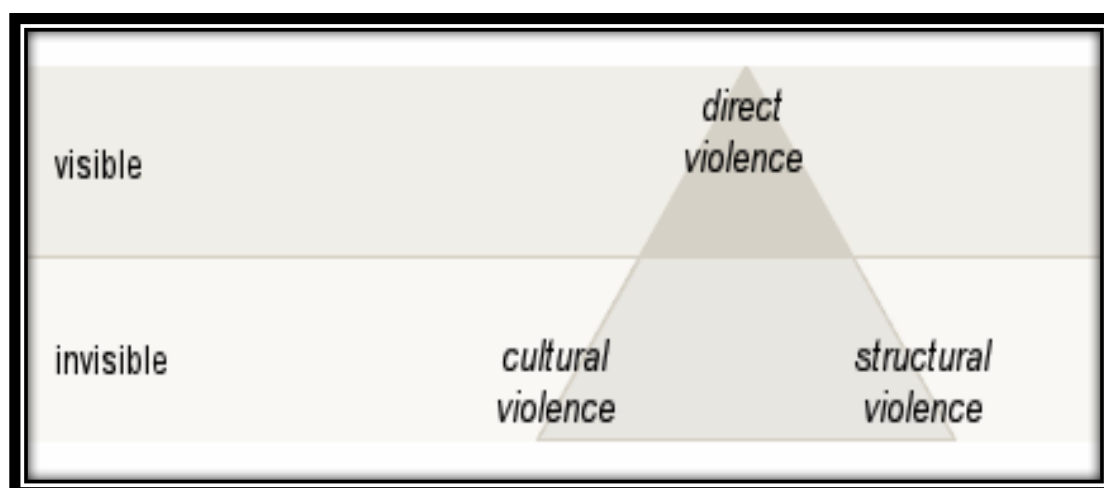 direct
violence
visible
invisible
cultural
violence
structural
violence